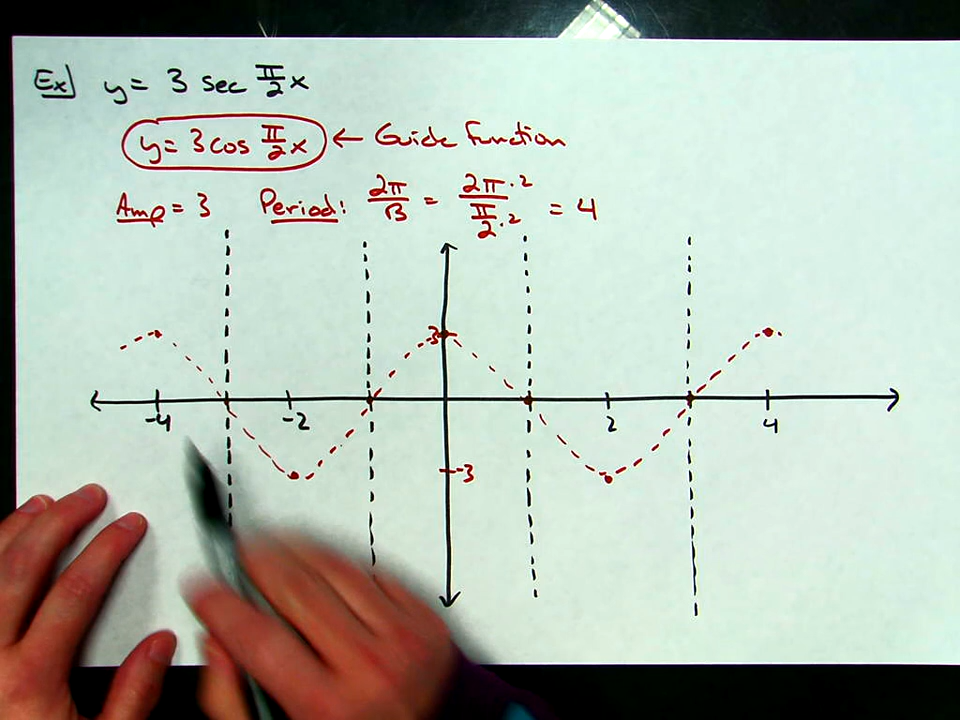 Ex] y = 3 sec π/2 x
y = 3 cos π/2 x ← Guide Function
Amp = 3 Period: 2π/B = 2π·2 / π/2·2 = 4
3
-4 -2 2 4
-3